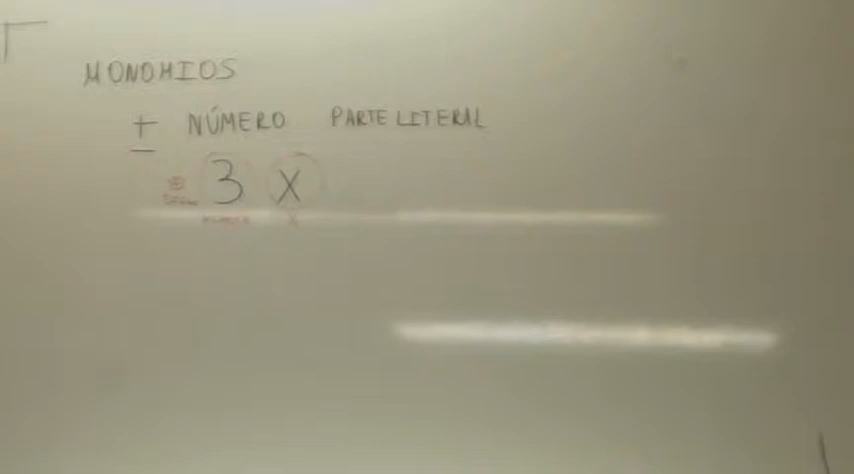 MONOMIOS
± NÚMERO PARTE LITERAL
3 X
X